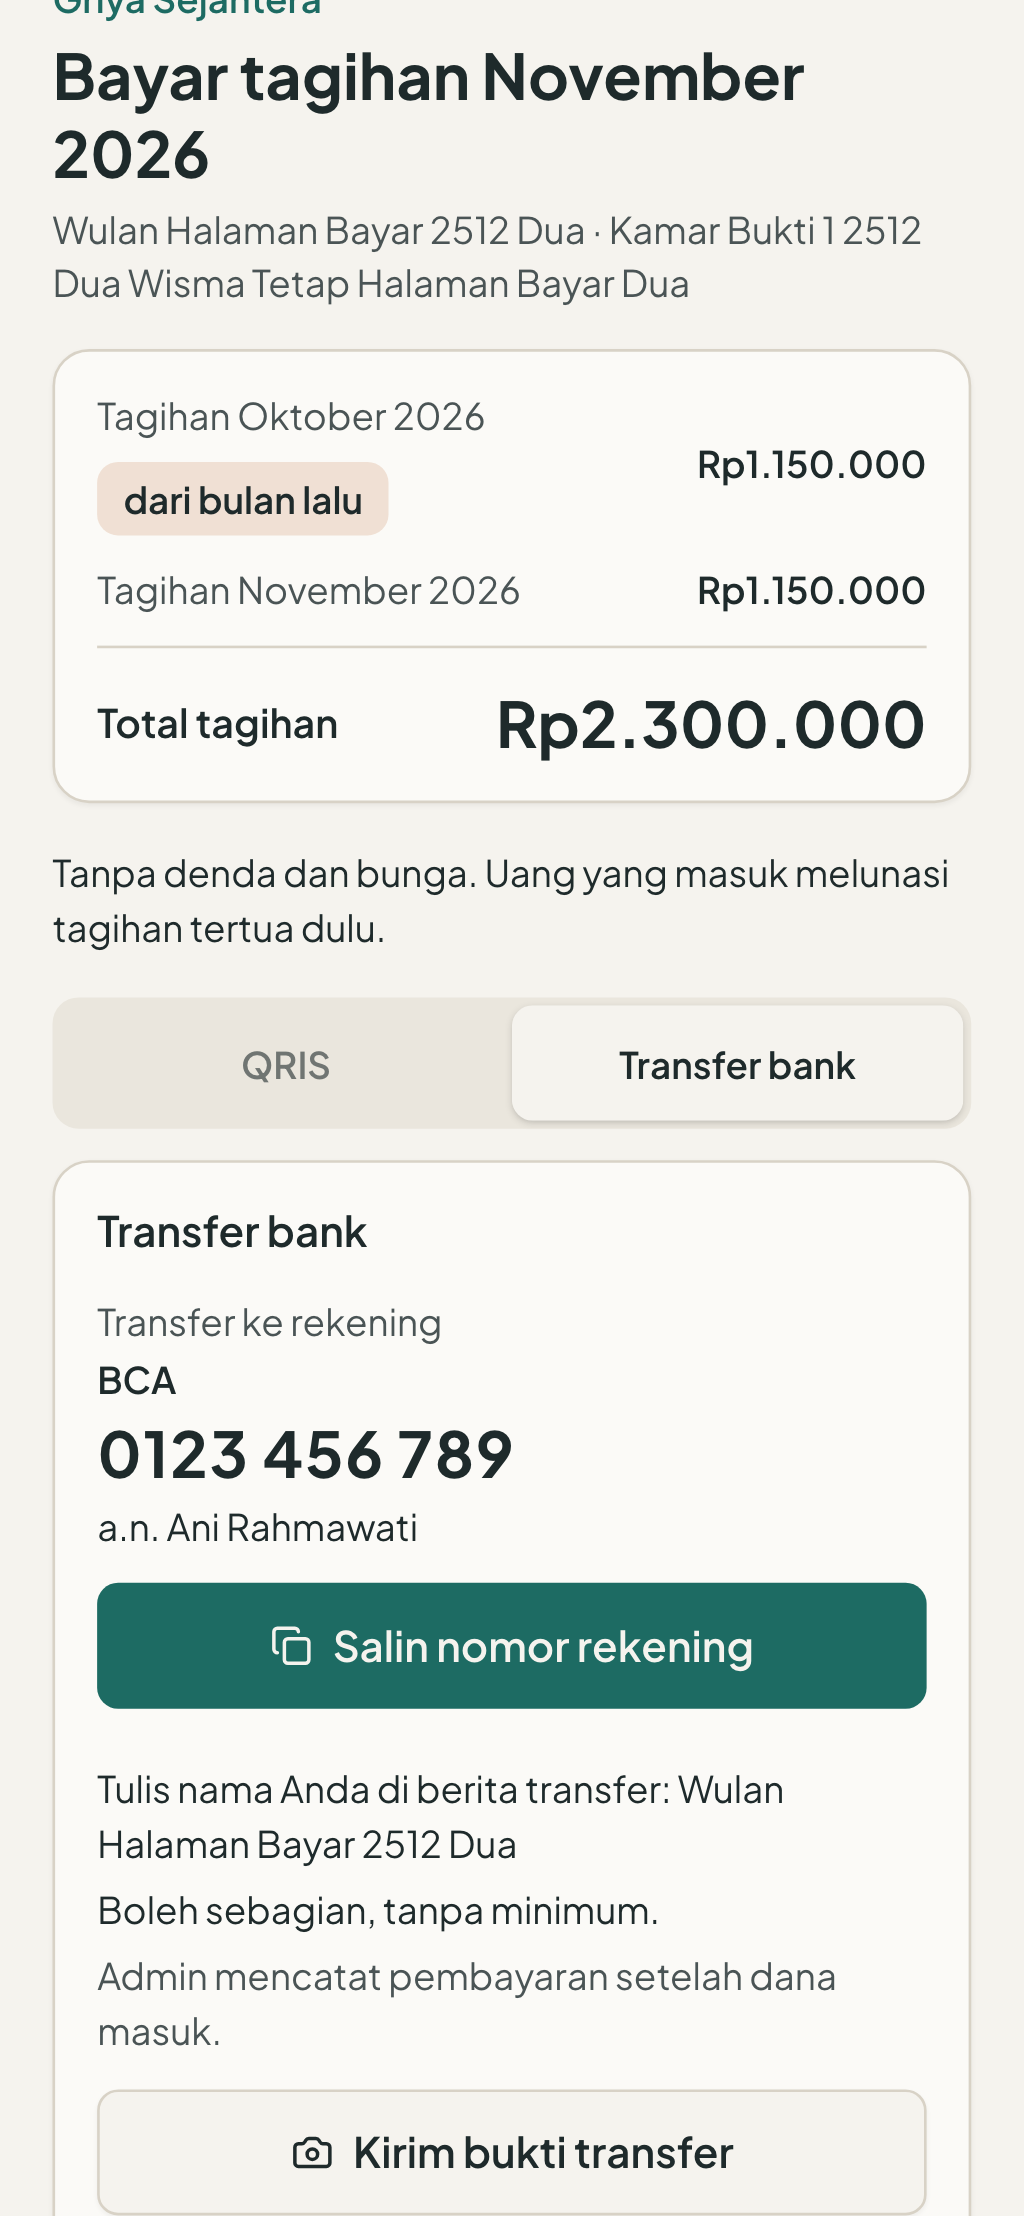 Griya Sejahtera
Bayar tagihan November
2026
Wulan Halaman Bayar 2512 Dua · Kamar Bukti 1 2512
Dua Wisma Tetap Halaman Bayar Dua
Tagihan Oktober 2026
dari bulan lalu
Rp1.150.000
Tagihan November 2026 Rp1.150.000
Total tagihan Rp2.300.000
Tanpa denda dan bunga. Uang yang masuk melunasi
tagihan tertua dulu.
QRIS Transfer bank
Transfer bank
Transfer ke rekening
BCA
0123 456 789
a.n. Ani Rahmawati
Salin nomor rekening
Tulis nama Anda di berita transfer: Wulan
Halaman Bayar 2512 Dua
Boleh sebagian, tanpa minimum.
Admin mencatat pembayaran setelah dana
masuk.
Kirim bukti transfer